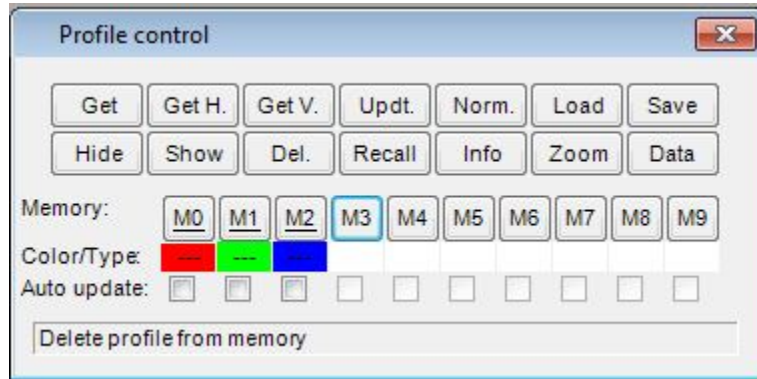 Profile control
Get Get H. Get V. Updt. Norm. Load Save
Hide Show Del. Recall Info Zoom Data
Memory: M0 M1 M2 M3 M4 M5 M6 M7 M8 M9
Color/Type: --- --- ---
Auto update:
Delete profile from memory